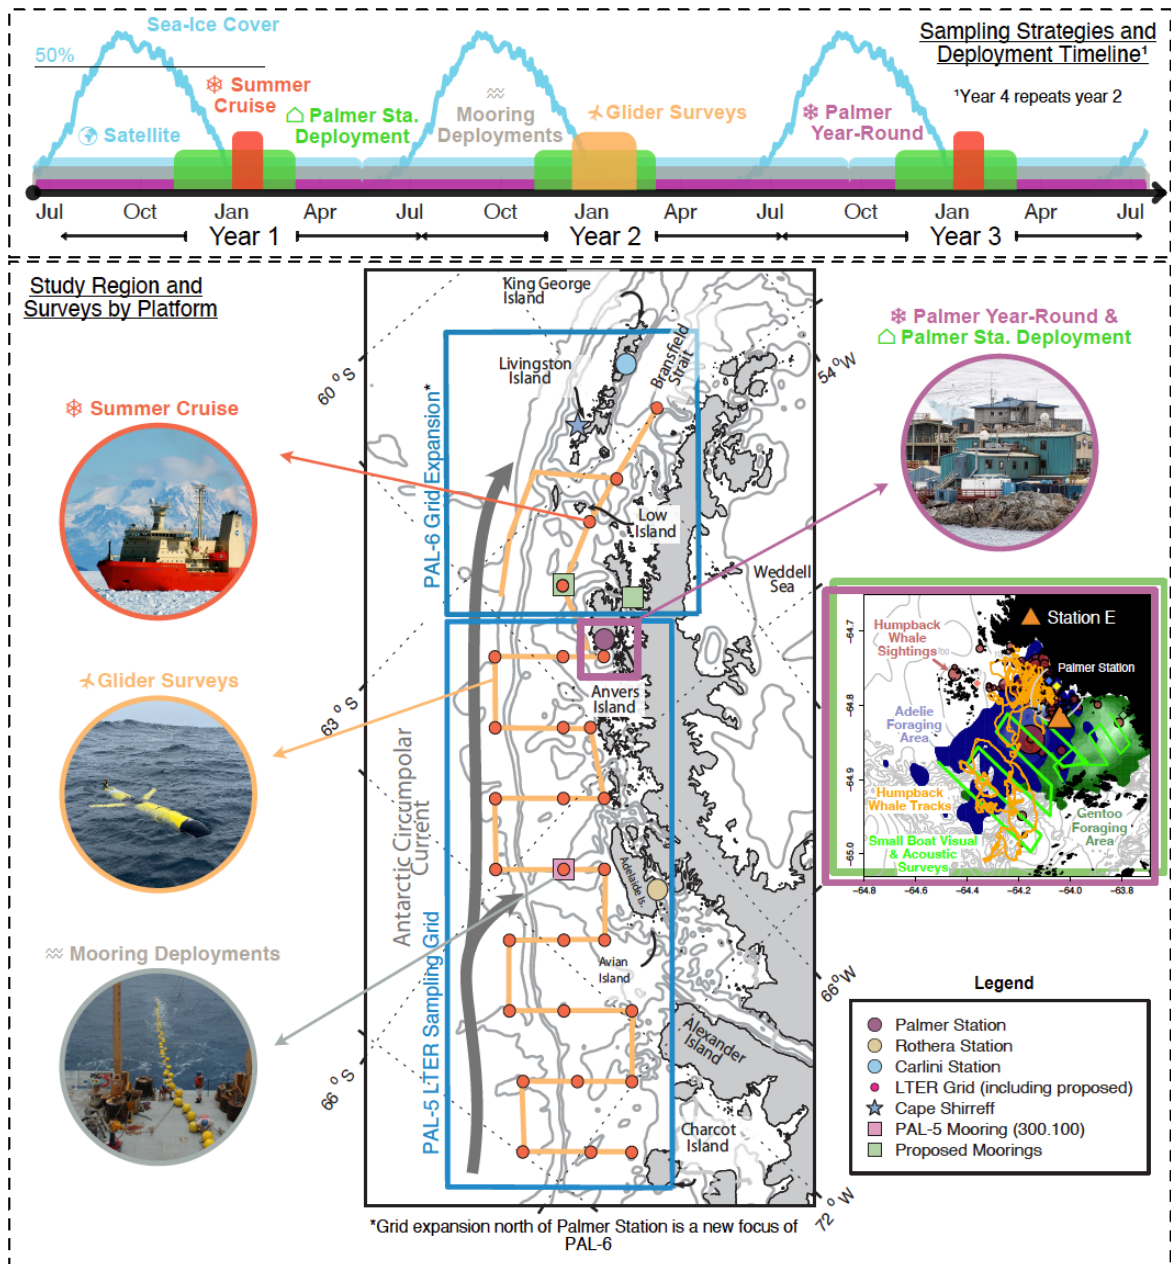 Sea-Ice Cover
50%
Sampling Strategies and
Deployment Timeline¹
¹Year 4 repeats year 2
Summer
Cruise
Satellite
Palmer Sta.
Deployment
Mooring
Deployments
Glider Surveys
Palmer
Year-Round
Jul
Oct
Jan
Apr
Jul
Oct
Jan
Apr
Jul
Oct
Jan
Apr
Jul
Year 1
Year 2
Year 3
Study Region and
Surveys by Platform
King George
Island
Livingston
Island
Bransfield
Strait
60 ° S
54° W
PAL-6 Grid Expansion*
Low
Island
Weddell
Sea
Summer Cruise
Palmer Year-Round &
Palmer Sta. Deployment
Glider Surveys
63 ° S
Anvers
Island
Antarctic Circumpolar
Current
PAL-5 LTER Sampling Grid
Adelaide Is.
Avian
Island
Mooring Deployments
66 ° S
66° W
Alexander
Island
Charcot
Island
72 ° W
*Grid expansion north of Palmer Station is a new focus of
PAL-6
Station E
Humpback
Whale
Sightings
Palmer Station
Adelie
Foraging
Area
Humpback
Whale Tracks
Gentoo
Foraging
Area
Small Boat Visual
& Acoustic
Surveys
−64.7
−64.8
−64.9
−65.0
−64.8
−64.6
−64.4
−64.2
−64.0
−63.8
Legend
Palmer Station
Rothera Station
Carlini Station
LTER Grid (including proposed)
Cape Shirreff
PAL-5 Mooring (300.100)
Proposed Moorings